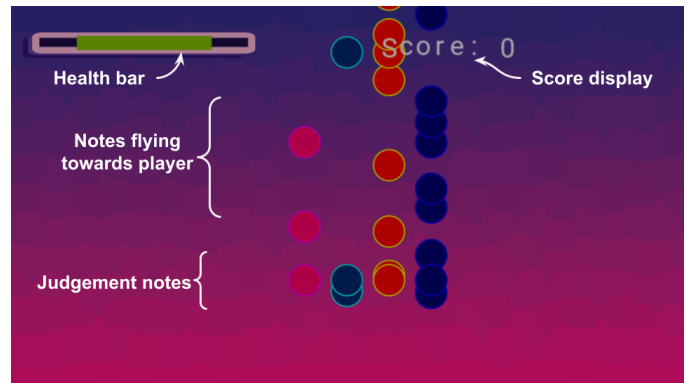 Score: 0
Health bar
Score display
Notes flying
towards player
Judgement notes